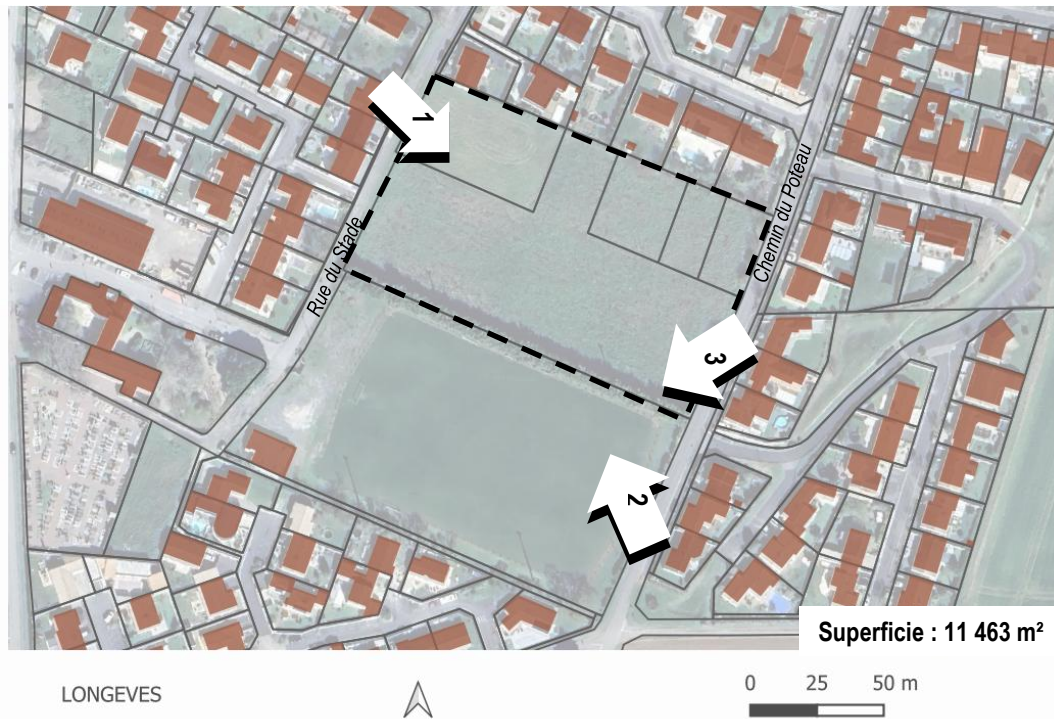 1
Rue du Stade
Chemin du Poteau
3
2
Superficie : 11 463 m²
LONGEVES
0 25 50 m